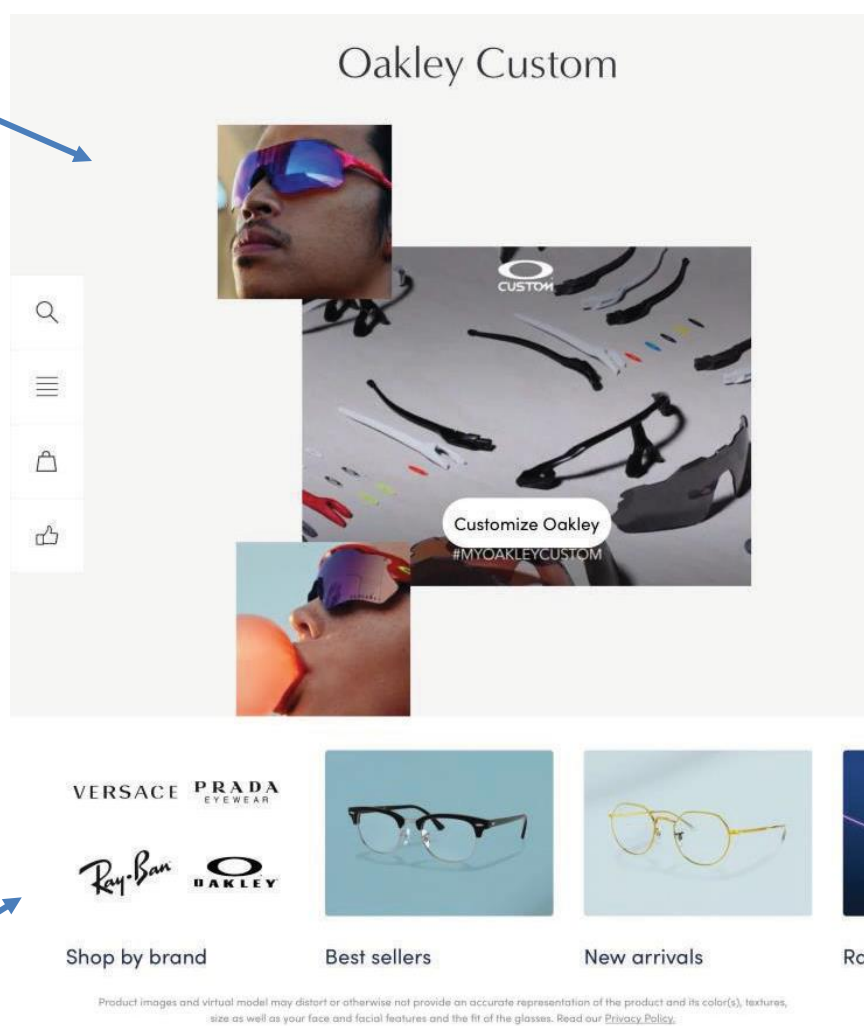 Oakley Custom
CUSTOM
Customize Oakley
#MYOAKLEYCUSTOM
VERSACE PRADA
EYEWEAR
Ray-Ban OAKLEY
Shop by brand
Best sellers
New arrivals
Product images and virtual model may distort or otherwise not provide an accurate representation of the product and its color(s), textures,
size as well as your face and facial features and the fit of the glasses. Read our Privacy Policy.